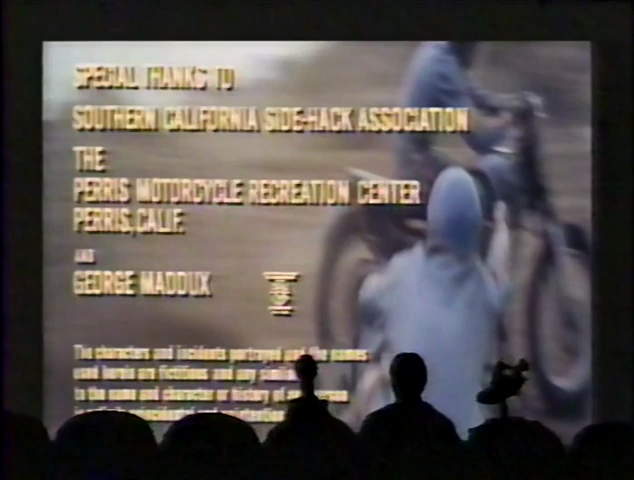 SPECIAL THANKS TO
SOUTHERN CALIFORNIA SIDE-HACK ASSOCIATION
THE
PERRIS MOTORCYCLE RECREATION CENTER
PERRIS, CALIF.
AND
GEORGE MADDUX
The characters and incidents portrayed and the names
used herein are fictitious and any
to the name and character or history of any person